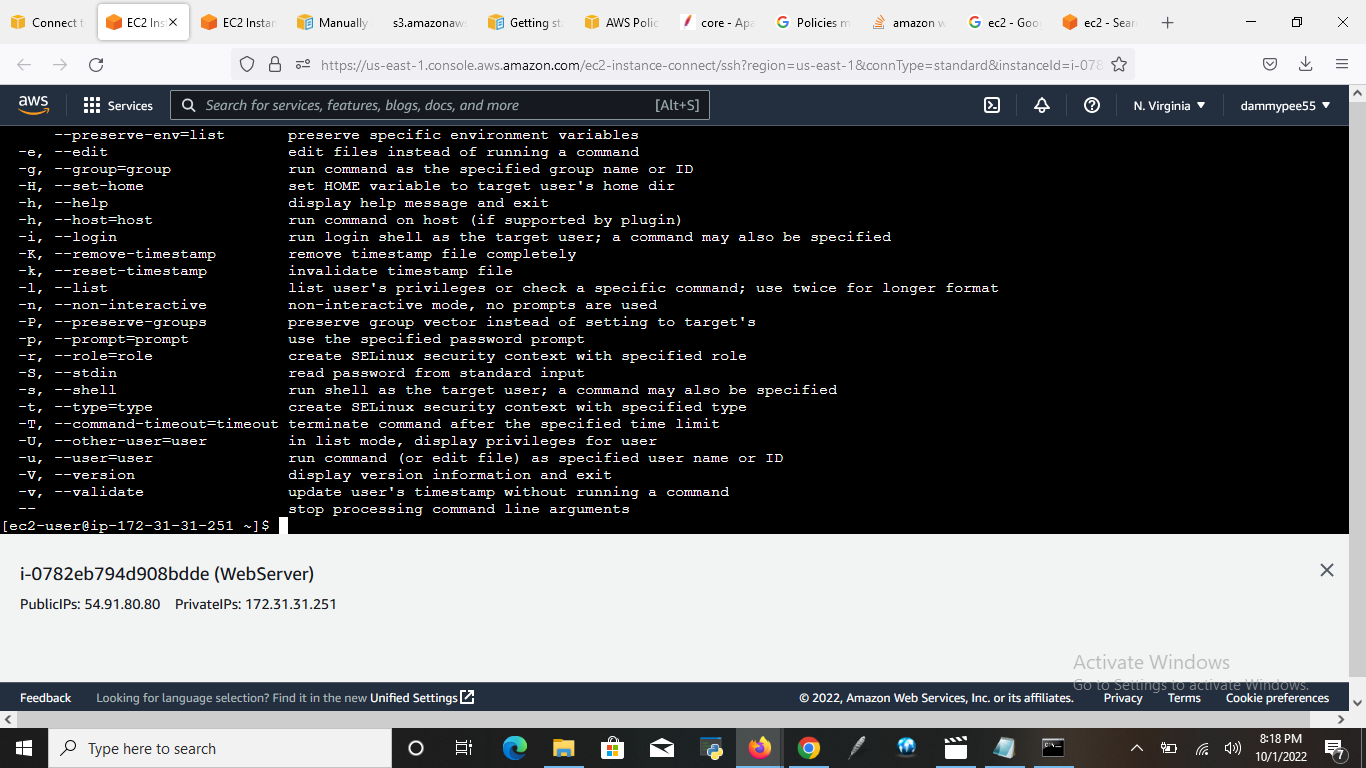 Connect t
EC2 Ins
EC2 Instan
Manually
s3.amazonaw
Getting st
AWS Polic
core - Apa
Policies m
amazon w
ec2 - Goo
ec2 - Sear
https://us-east-1.console.aws.amazon.com/ec2-instance-connect/ssh?region=us-east-1&connType=standard&instanceId=i-078
aws
Services
Search for services, features, blogs, docs, and more
[Alt+S]
N. Virginia
dammypee55
--preserve-env=list preserve specific environment variables
-e, --edit edit files instead of running a command
-g, --group=group run command as the specified group name or ID
-H, --set-home set HOME variable to target user's home dir
-h, --help display help message and exit
-h, --host=host run command on host (if supported by plugin)
-i, --login run login shell as the target user; a command may also be specified
-K, --remove-timestamp remove timestamp file completely
-k, --reset-timestamp invalidate timestamp file
-l, --list list user's privileges or check a specific command; use twice for longer format
-n, --non-interactive non-interactive mode, no prompts are used
-P, --preserve-groups preserve group vector instead of setting to target's
-p, --prompt=prompt use the specified password prompt
-r, --role=role create SELinux security context with specified role
-S, --stdin read password from standard input
-s, --shell run shell as the target user; a command may also be specified
-t, --type=type create SELinux security context with specified type
-T, --command-timeout=timeout terminate command after the specified time limit
-U, --other-user=user in list mode, display privileges for user
-u, --user=user run command (or edit file) as specified user name or ID
-V, --version display version information and exit
-v, --validate update user's timestamp without running a command
-- stop processing command line arguments
[ec2-user@ip-172-31-31-251 ~]$
i-0782eb794d908bdde (WebServer)
PublicIPs: 54.91.80.80 PrivateIPs: 172.31.31.251
Activate Windows
Go to Settings to activate Windows.
Feedback
Looking for language selection? Find it in the new Unified Settings
© 2022, Amazon Web Services, Inc. or its affiliates.
Privacy
Terms
Cookie preferences
Type here to search
8:18 PM
10/1/2022
7